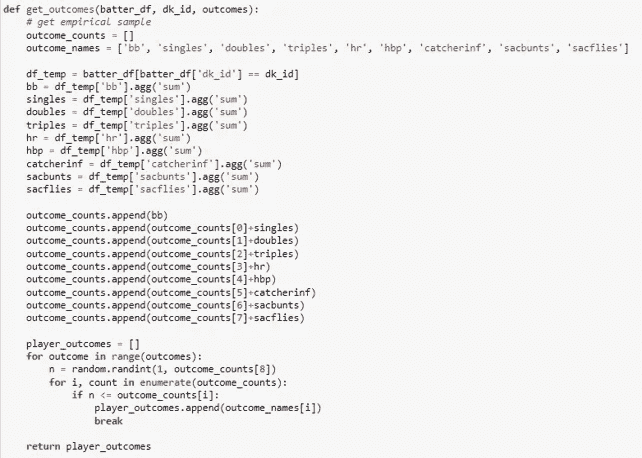 def get_outcomes(batter_df, dk_id, outcomes):
    # get empirical sample
    outcome_counts = []
    outcome_names = ['bb', 'singles', 'doubles', 'triples', 'hr', 'hbp', 'catcherinf', 'sacbunts', 'sacflies']

    df_temp = batter_df[batter_df['dk_id'] == dk_id]
    bb = df_temp['bb'].agg('sum')
    singles = df_temp['singles'].agg('sum')
    doubles = df_temp['doubles'].agg('sum')
    triples = df_temp['triples'].agg('sum')
    hr = df_temp['hr'].agg('sum')
    hbp = df_temp['hbp'].agg('sum')
    catcherinf = df_temp['catcherinf'].agg('sum')
    sacbunts = df_temp['sacbunts'].agg('sum')
    sacflies = df_temp['sacflies'].agg('sum')

    outcome_counts.append(bb)
    outcome_counts.append(outcome_counts[0]+singles)
    outcome_counts.append(outcome_counts[1]+doubles)
    outcome_counts.append(outcome_counts[2]+triples)
    outcome_counts.append(outcome_counts[3]+hr)
    outcome_counts.append(outcome_counts[4]+hbp)
    outcome_counts.append(outcome_counts[5]+catcherinf)
    outcome_counts.append(outcome_counts[6]+sacbunts)
    outcome_counts.append(outcome_counts[7]+sacflies)

    player_outcomes = []
    for outcome in range(outcomes):
        n = random.randint(1, outcome_counts[8])
        for i, count in enumerate(outcome_counts):
            if n <= outcome_counts[i]:
                player_outcomes.append(outcome_names[i])
                break

    return player_outcomes